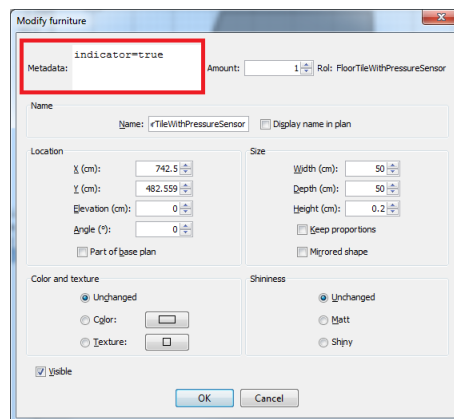 Modify furniture
Metadata: indicator=true Amount: 1 Rol: FloorTileWithPressureSensor
Name
Name: rTileWithPressureSensor Display name in plan
Location Size
X (cm): 742.5 Width (cm): 50
Y (cm): 482.559 Depth (cm): 50
Elevation (cm): 0 Height (cm): 0.2
Angle (°): 0 Keep proportions
Part of base plan Mirrored shape
Color and texture Shininess
Unchanged Unchanged
Color: Matt
Texture: Shiny
Visible
OK Cancel